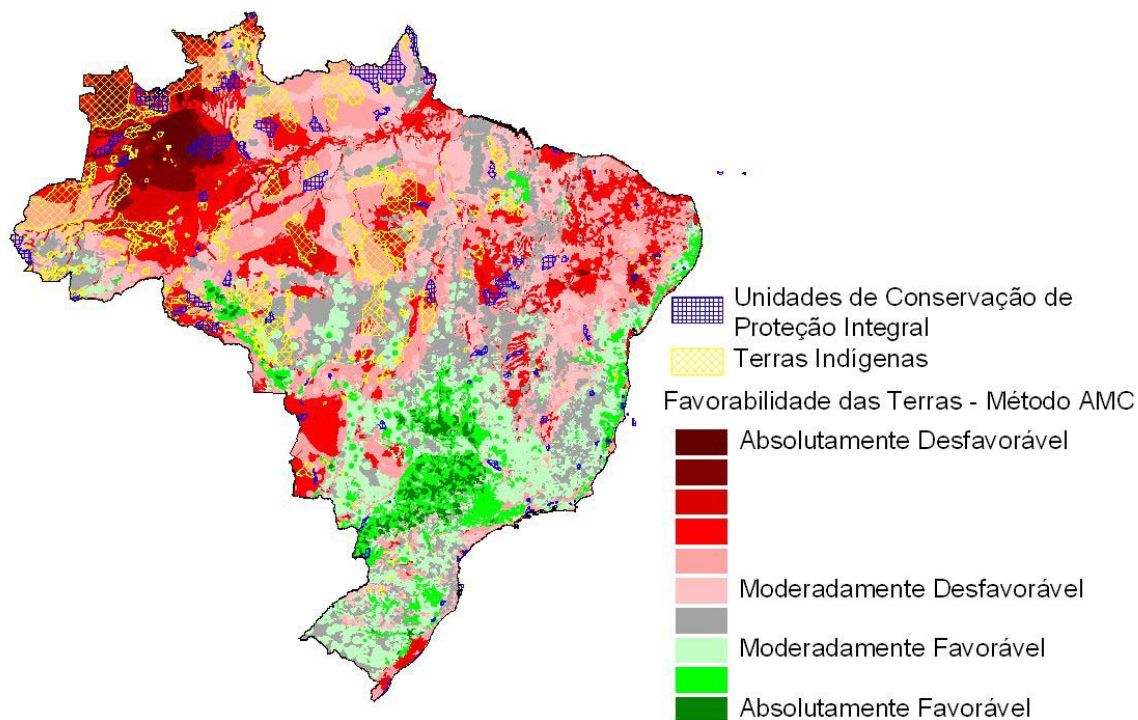 Unidades de Conservação de
Proteção Integral
Terras Indígenas
Favorabilidade das Terras - Método AMC
Absolutamente Desfavorável
Moderadamente Desfavorável
Moderadamente Favorável
Absolutamente Favorável